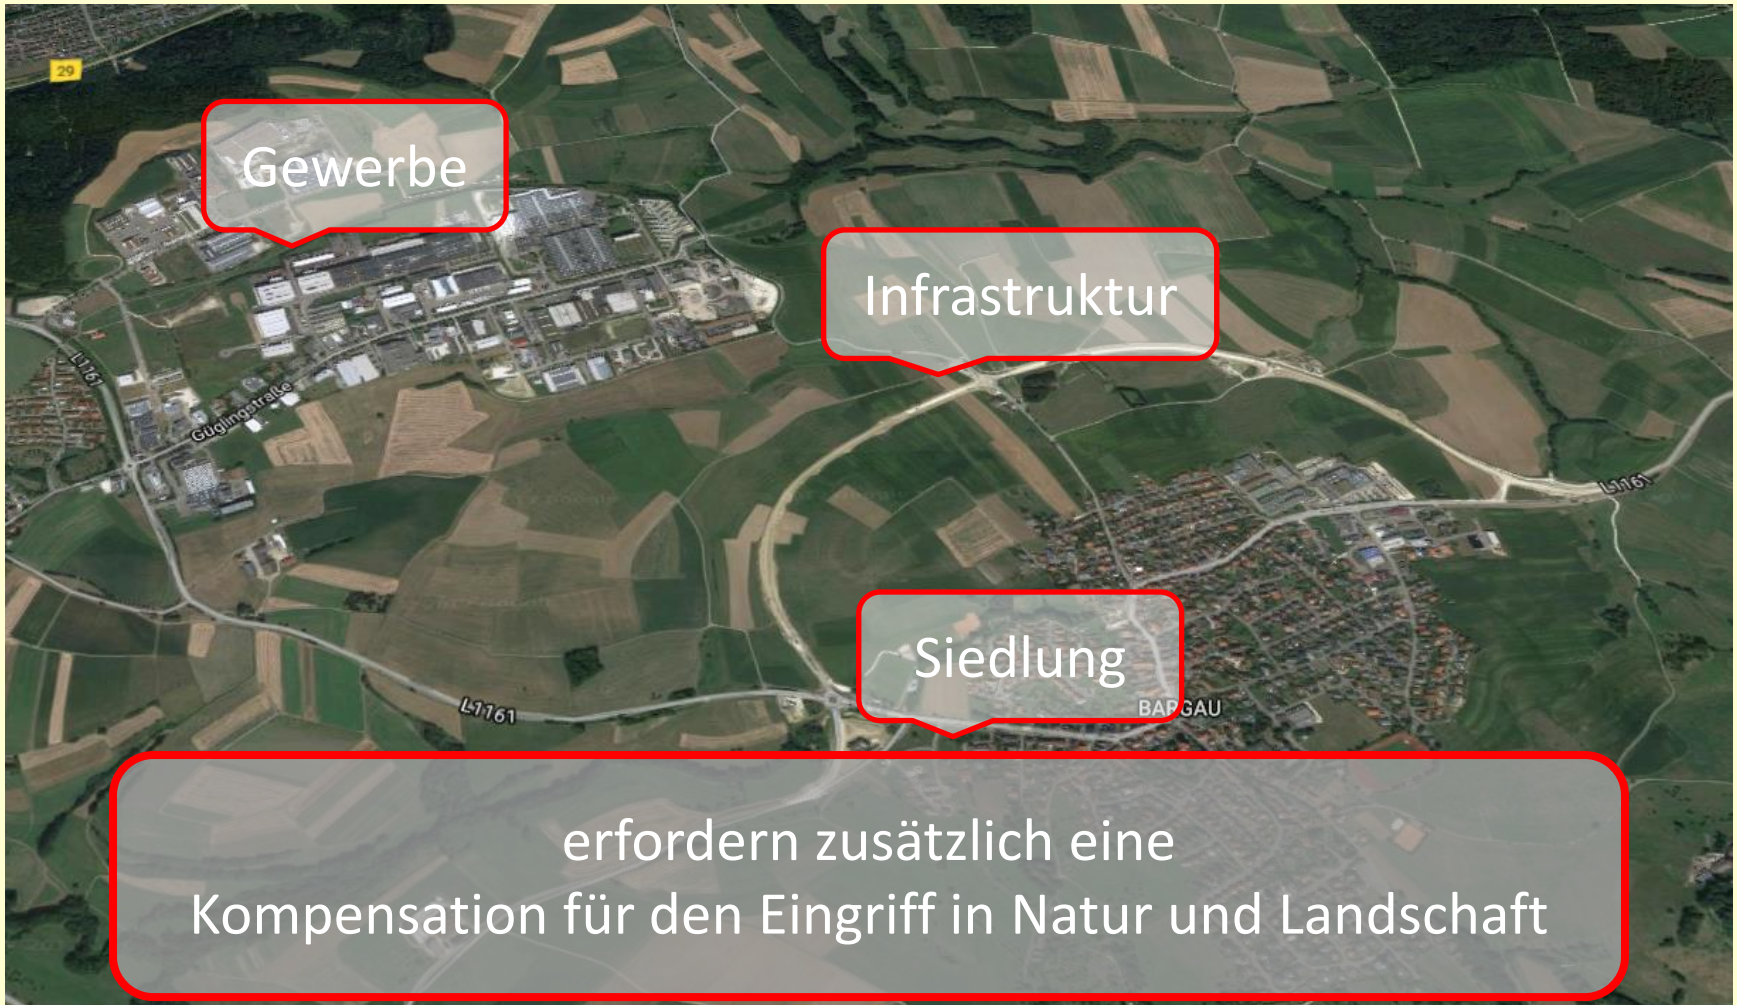 29
Gewerbe
Infrastruktur
L1161
Güglingstraße
L1161
Siedlung
BARGAU
L1161
erfordern zusätzlich eine
Kompensation für den Eingriff in Natur und Landschaft